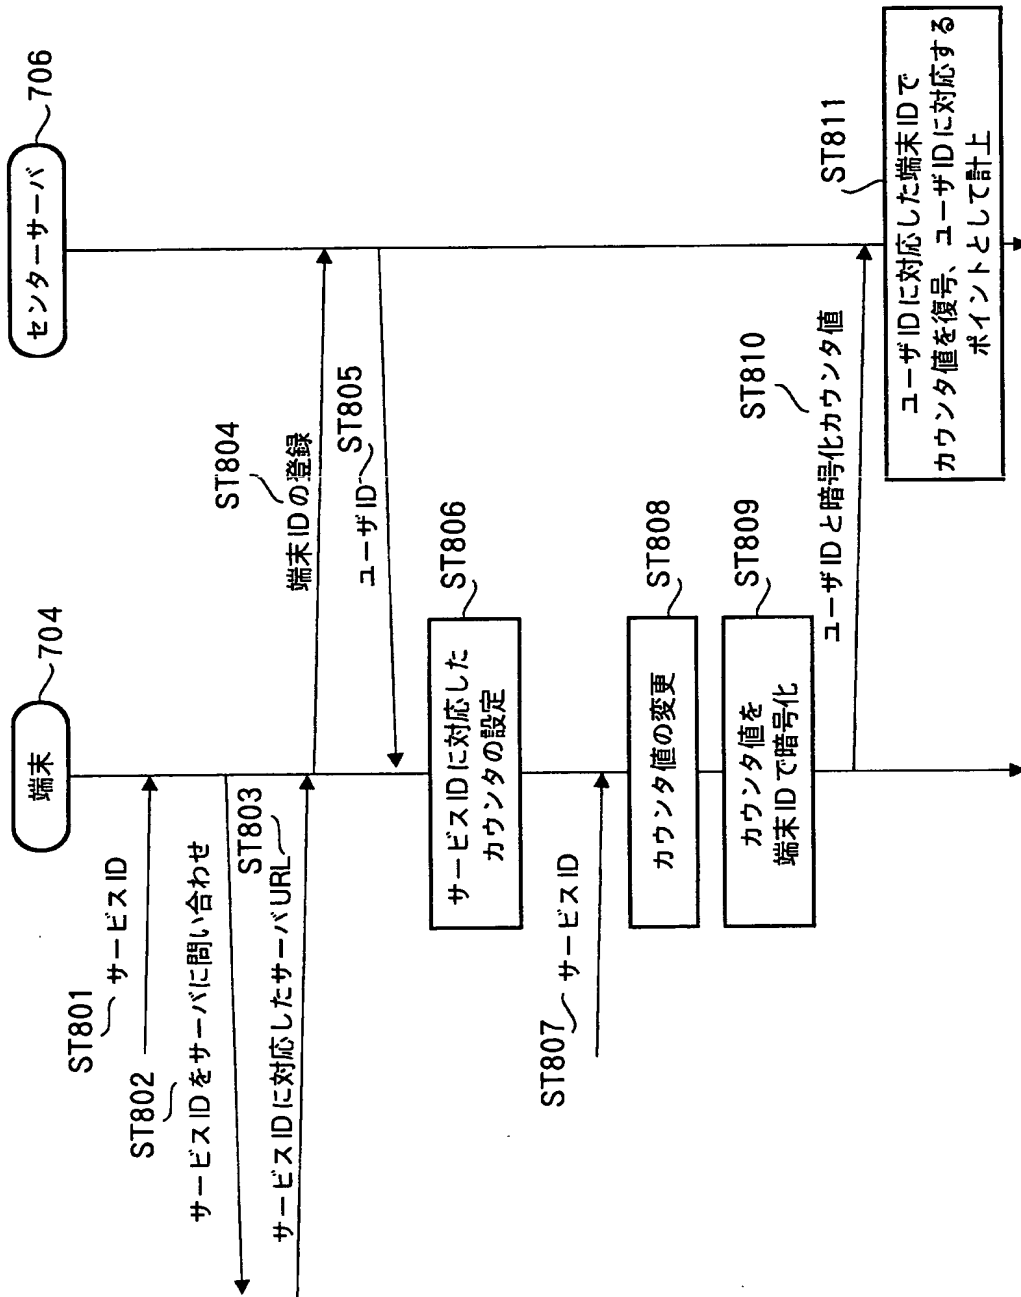 端末
704
センターサーバ
706
ST801
サービスID
ST802
サービスIDをサーバに問い合わせ
ST803
サービスIDに対応したサーバURL
ST804
端末IDの登録
ST805
ユーザID
ST806
サービスIDに対応した
カウンタの設定
ST807
サービスID
ST808
カウンタ値の変更
ST809
カウンタ値を
端末IDで暗号化
ST810
ユーザIDと暗号化カウンタ値
ST811
ユーザIDに対応した端末IDで
カウンタ値を復号、ユーザIDに対応する
ポイントとして計上